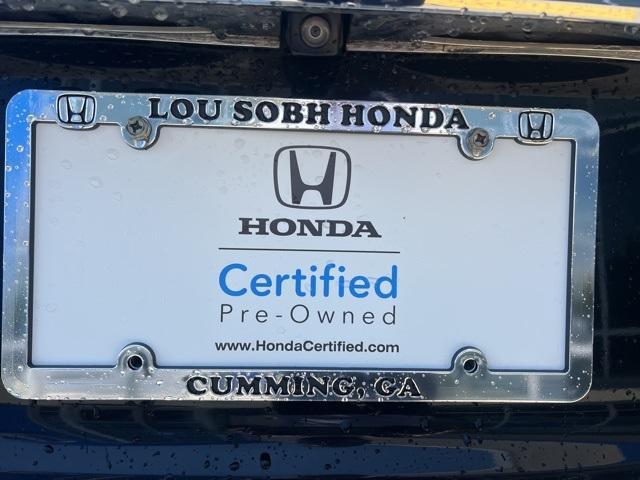 LOU SOBH HONDA
HONDA
Certified
Pre-Owned
www.HondaCertified.com
CUMMING, GA